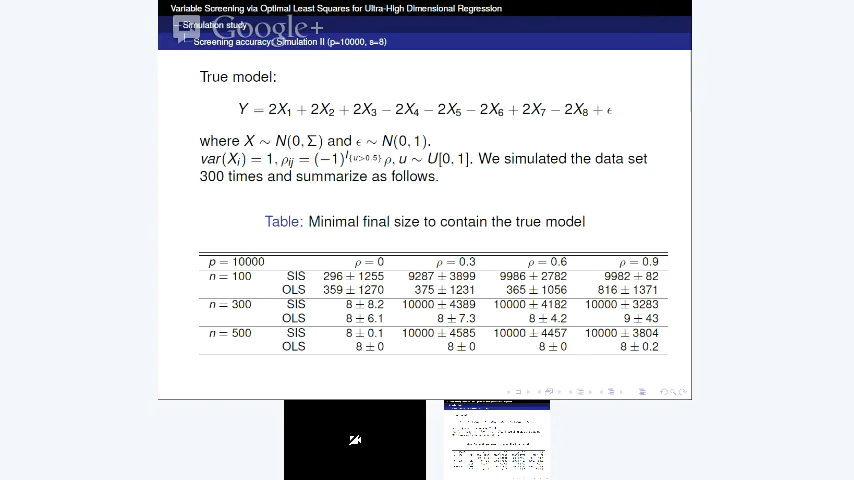 Variable Screening via Optimal Least Squares for Ultra-High Dimensional Regression
Simulation study
Google+
Screening accuracy: Simulation II (p=10000, s=8)
True model:
Y = 2X₁ + 2X₂ + 2X₃ − 2X₄ − 2X₅ − 2X₆ + 2X₇ − 2X₈ + ϵ
where X ∼ N(0, Σ) and ϵ ∼ N(0, 1).
var(Xᵢ) = 1, ρᵢⱼ = (−1)^I{u>0.5} ρ, u ∼ U[0, 1]. We simulated the data set
300 times and summarize as follows.
Table: Minimal final size to contain the true model
p = 10000 ρ = 0 ρ = 0.3 ρ = 0.6 ρ = 0.9
n = 100 SIS 296 ± 1255 9287 ± 3899 9986 ± 2782 9982 ± 82
OLS 359 ± 1270 375 ± 1231 365 ± 1056 816 ± 1371
n = 300 SIS 8 ± 8.2 10000 ± 4389 10000 ± 4182 10000 ± 3283
OLS 8 ± 6.1 8 ± 7.3 8 ± 4.2 9 ± 43
n = 500 SIS 8 ± 0.1 10000 ± 4585 10000 ± 4457 10000 ± 3804
OLS 8 ± 0 8 ± 0 8 ± 0 8 ± 0.2